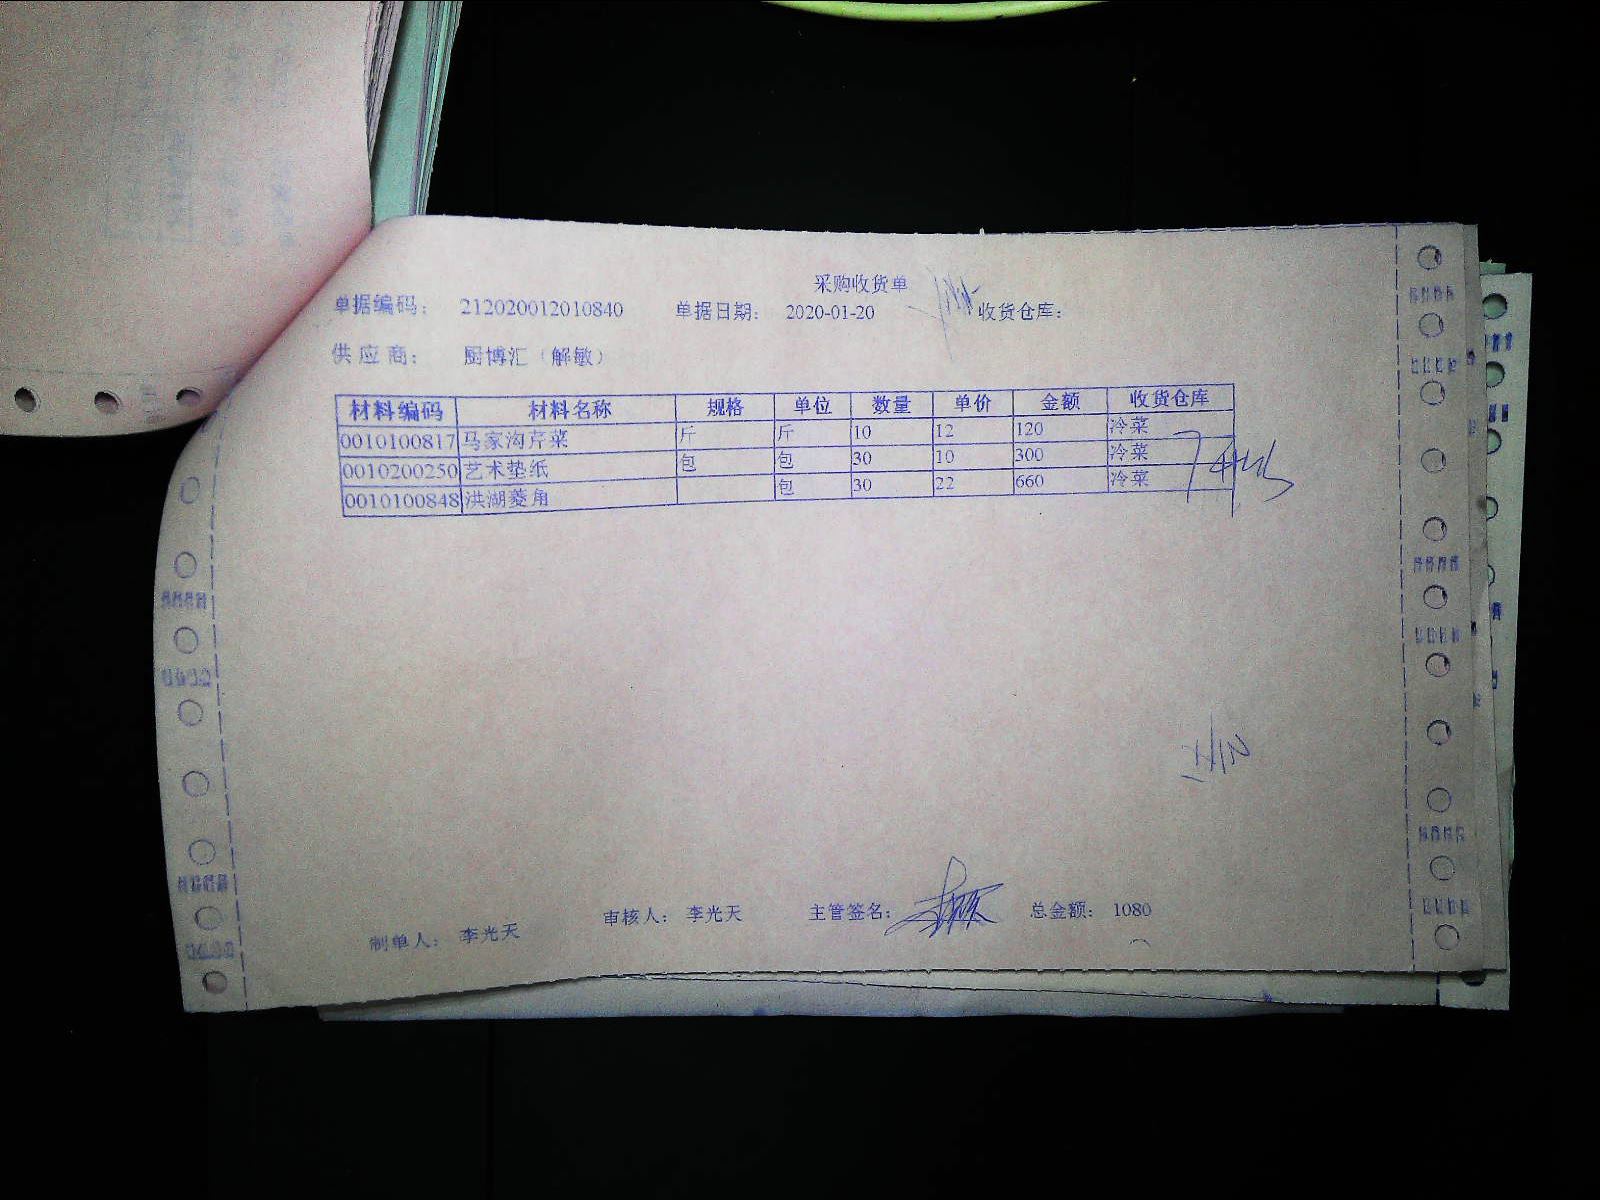 采购收货单
单据编码： 212020012010840 单据日期： 2020-01-20 收货仓库：
供应商： 厨博汇（解敏）
材料编码 材料名称 规格 单位 数量 单价 金额 收货仓库
0010100817 马家沟芹菜 斤 斤 10 12 120 冷菜
0010200250 艺术垫纸 包 包 30 10 300 冷菜
0010100848 洪湖菱角 包 30 22 660 冷菜
制单人： 李光天 审核人： 李光天 主管签名： 总金额： 1080